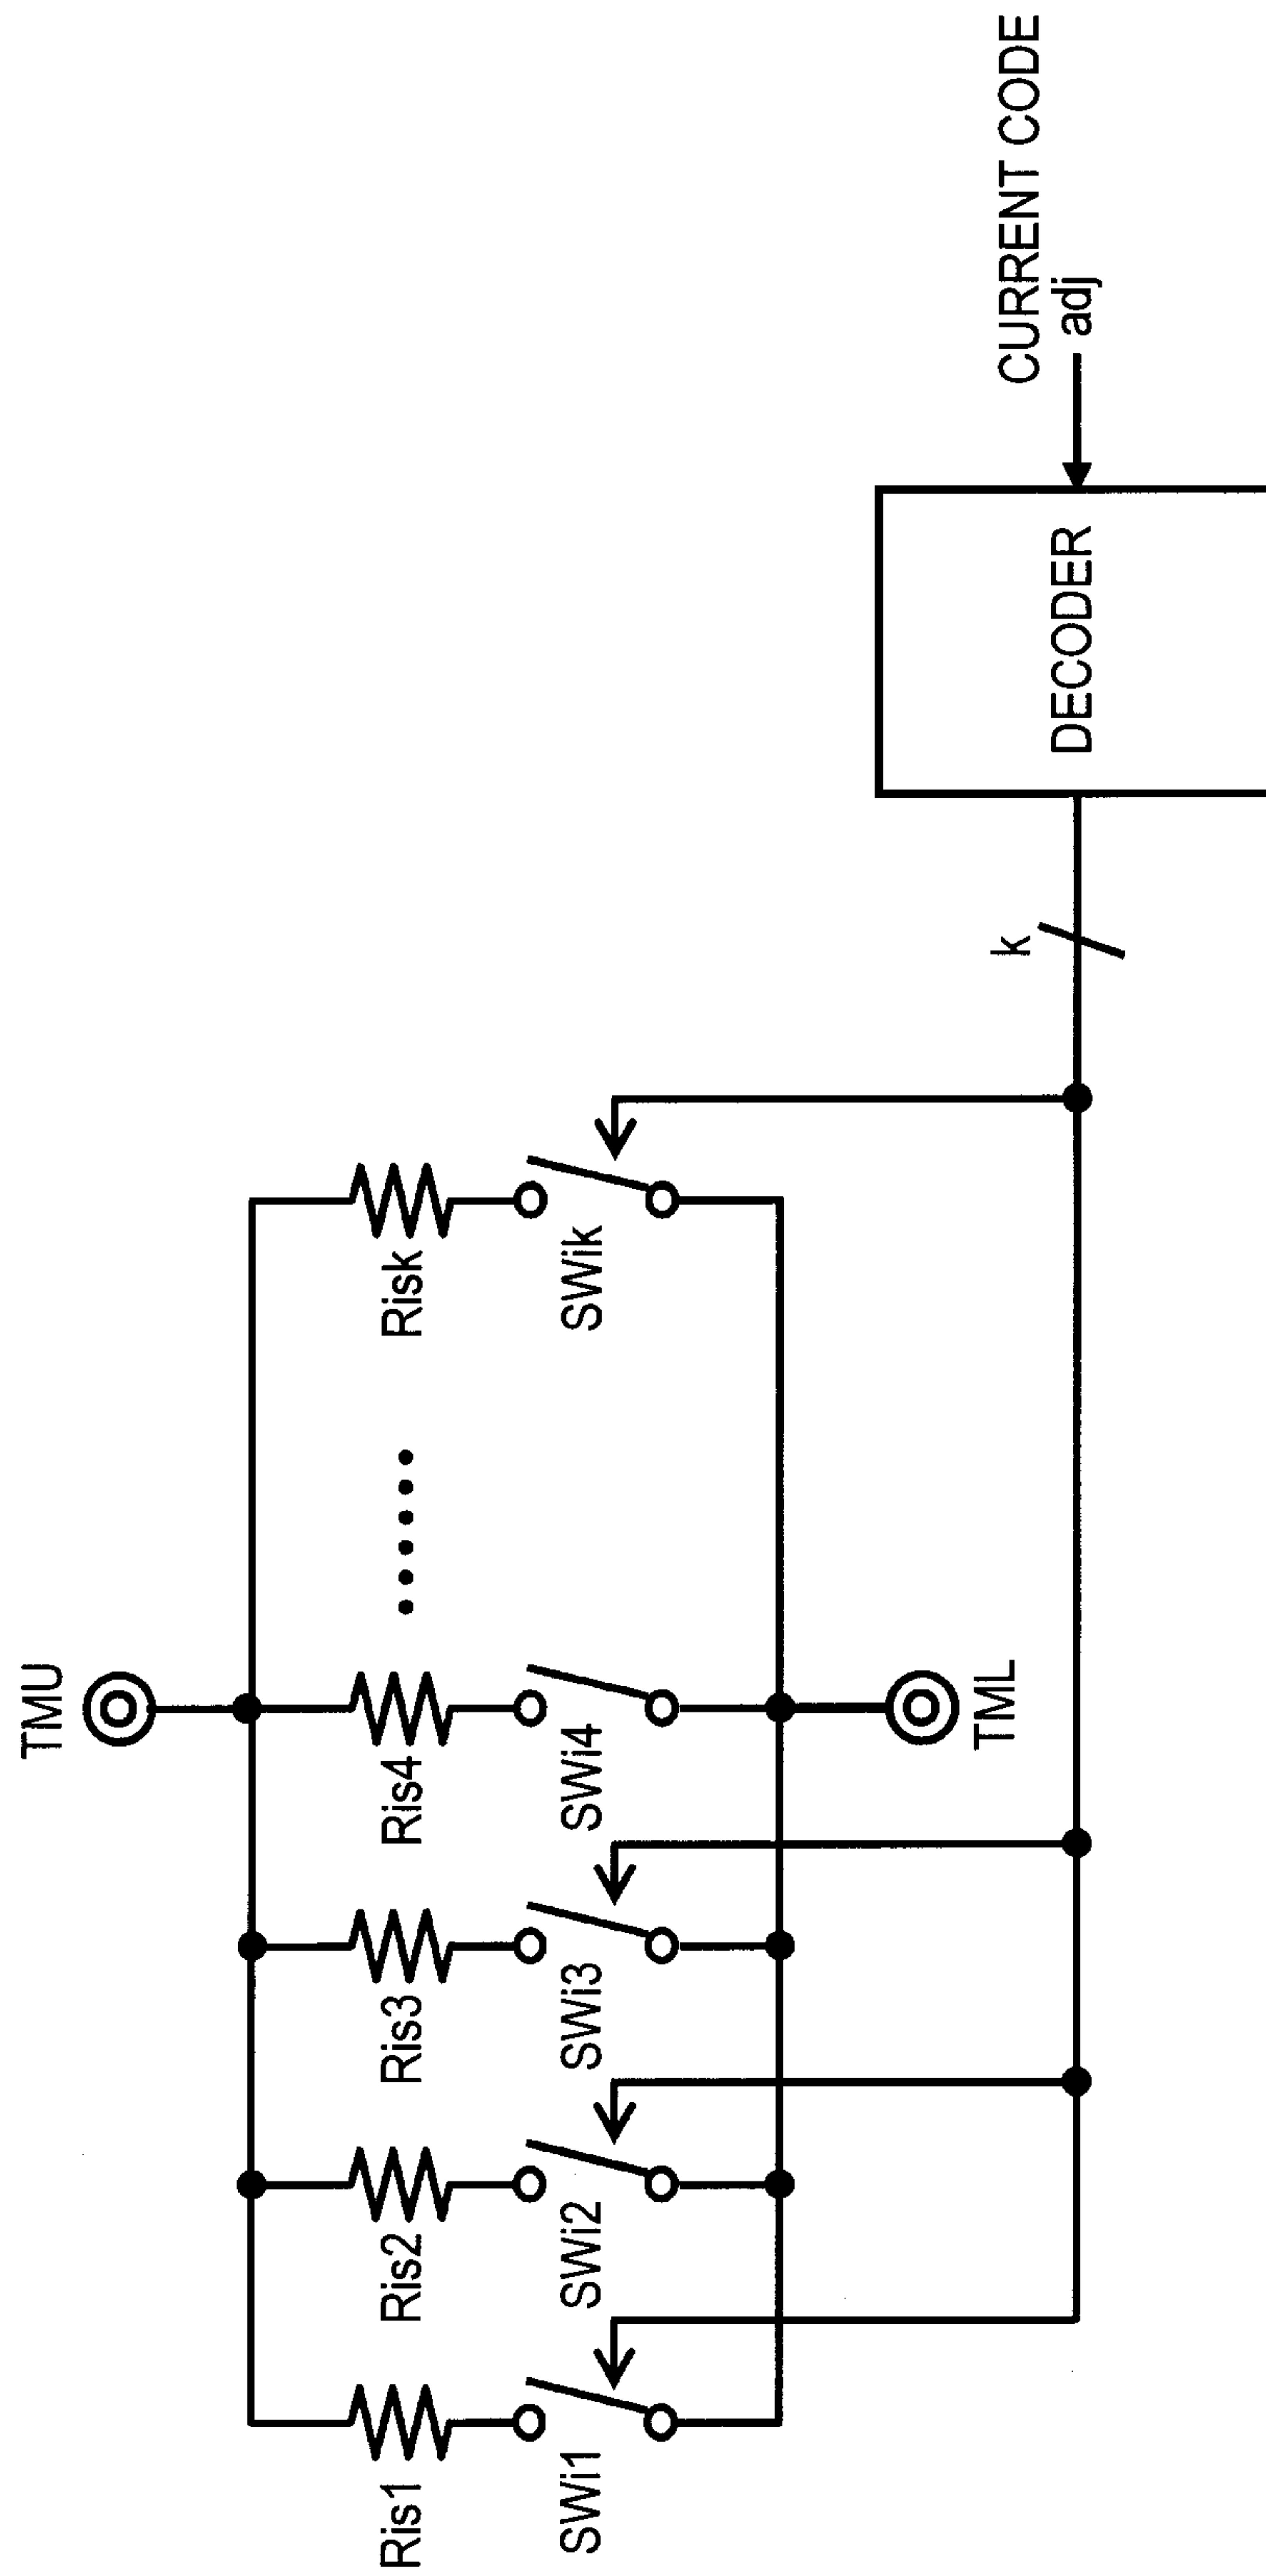 TMU
Ris1
Ris2
Ris3
Ris4
Risk
SWi1
SWi2
SWi3
SWi4
SWik
TML
k
DECODER
CURRENT CODE
adj